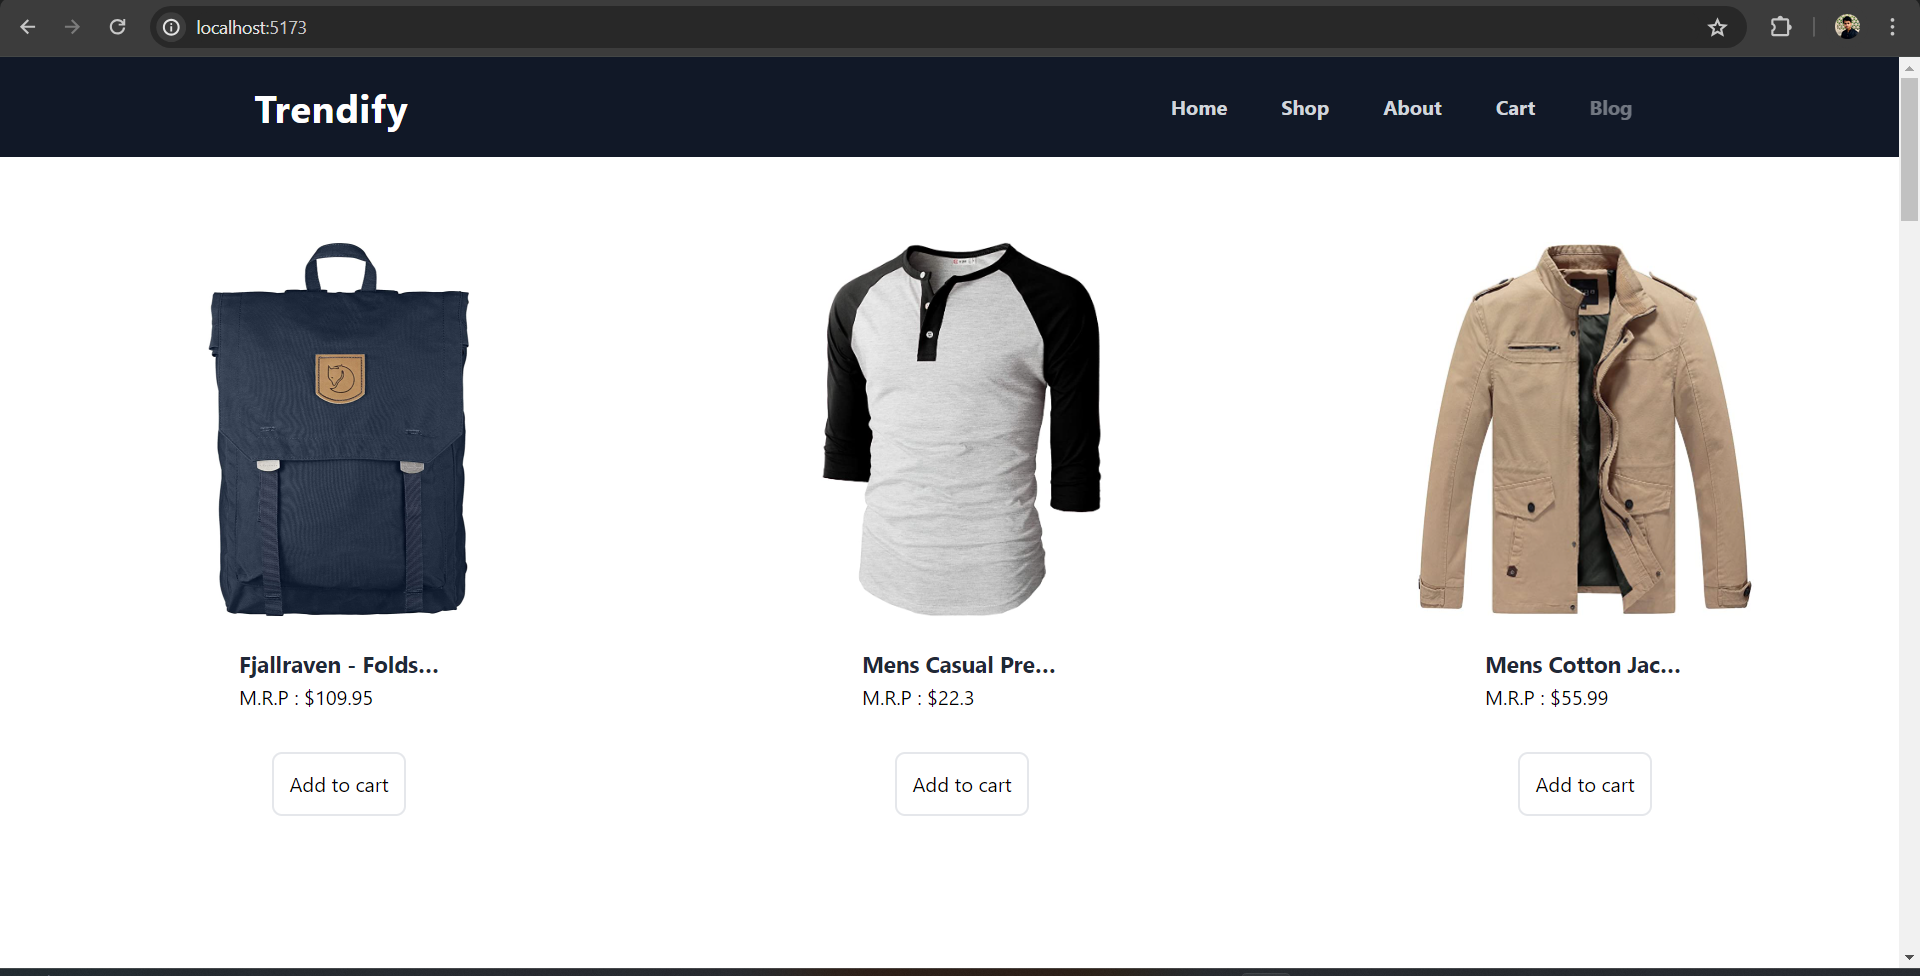 localhost:5173
Trendify
Home Shop About Cart Blog
Fjallraven - Folds...
M.R.P : $109.95
Add to cart
Mens Casual Pre...
M.R.P : $22.3
Add to cart
Mens Cotton Jac...
M.R.P : $55.99
Add to cart